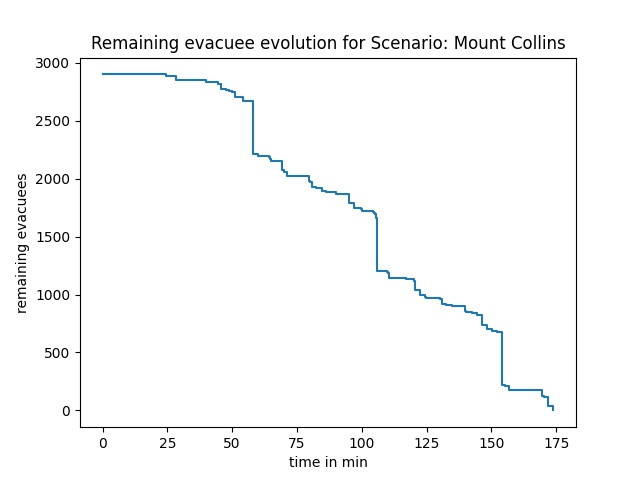 Remaining evacuee evolution for Scenario: Mount Collins
3000
2500
2000
1500
1000
500
0
remaining evacuees
0 25 50 75 100 125 150 175
time in min